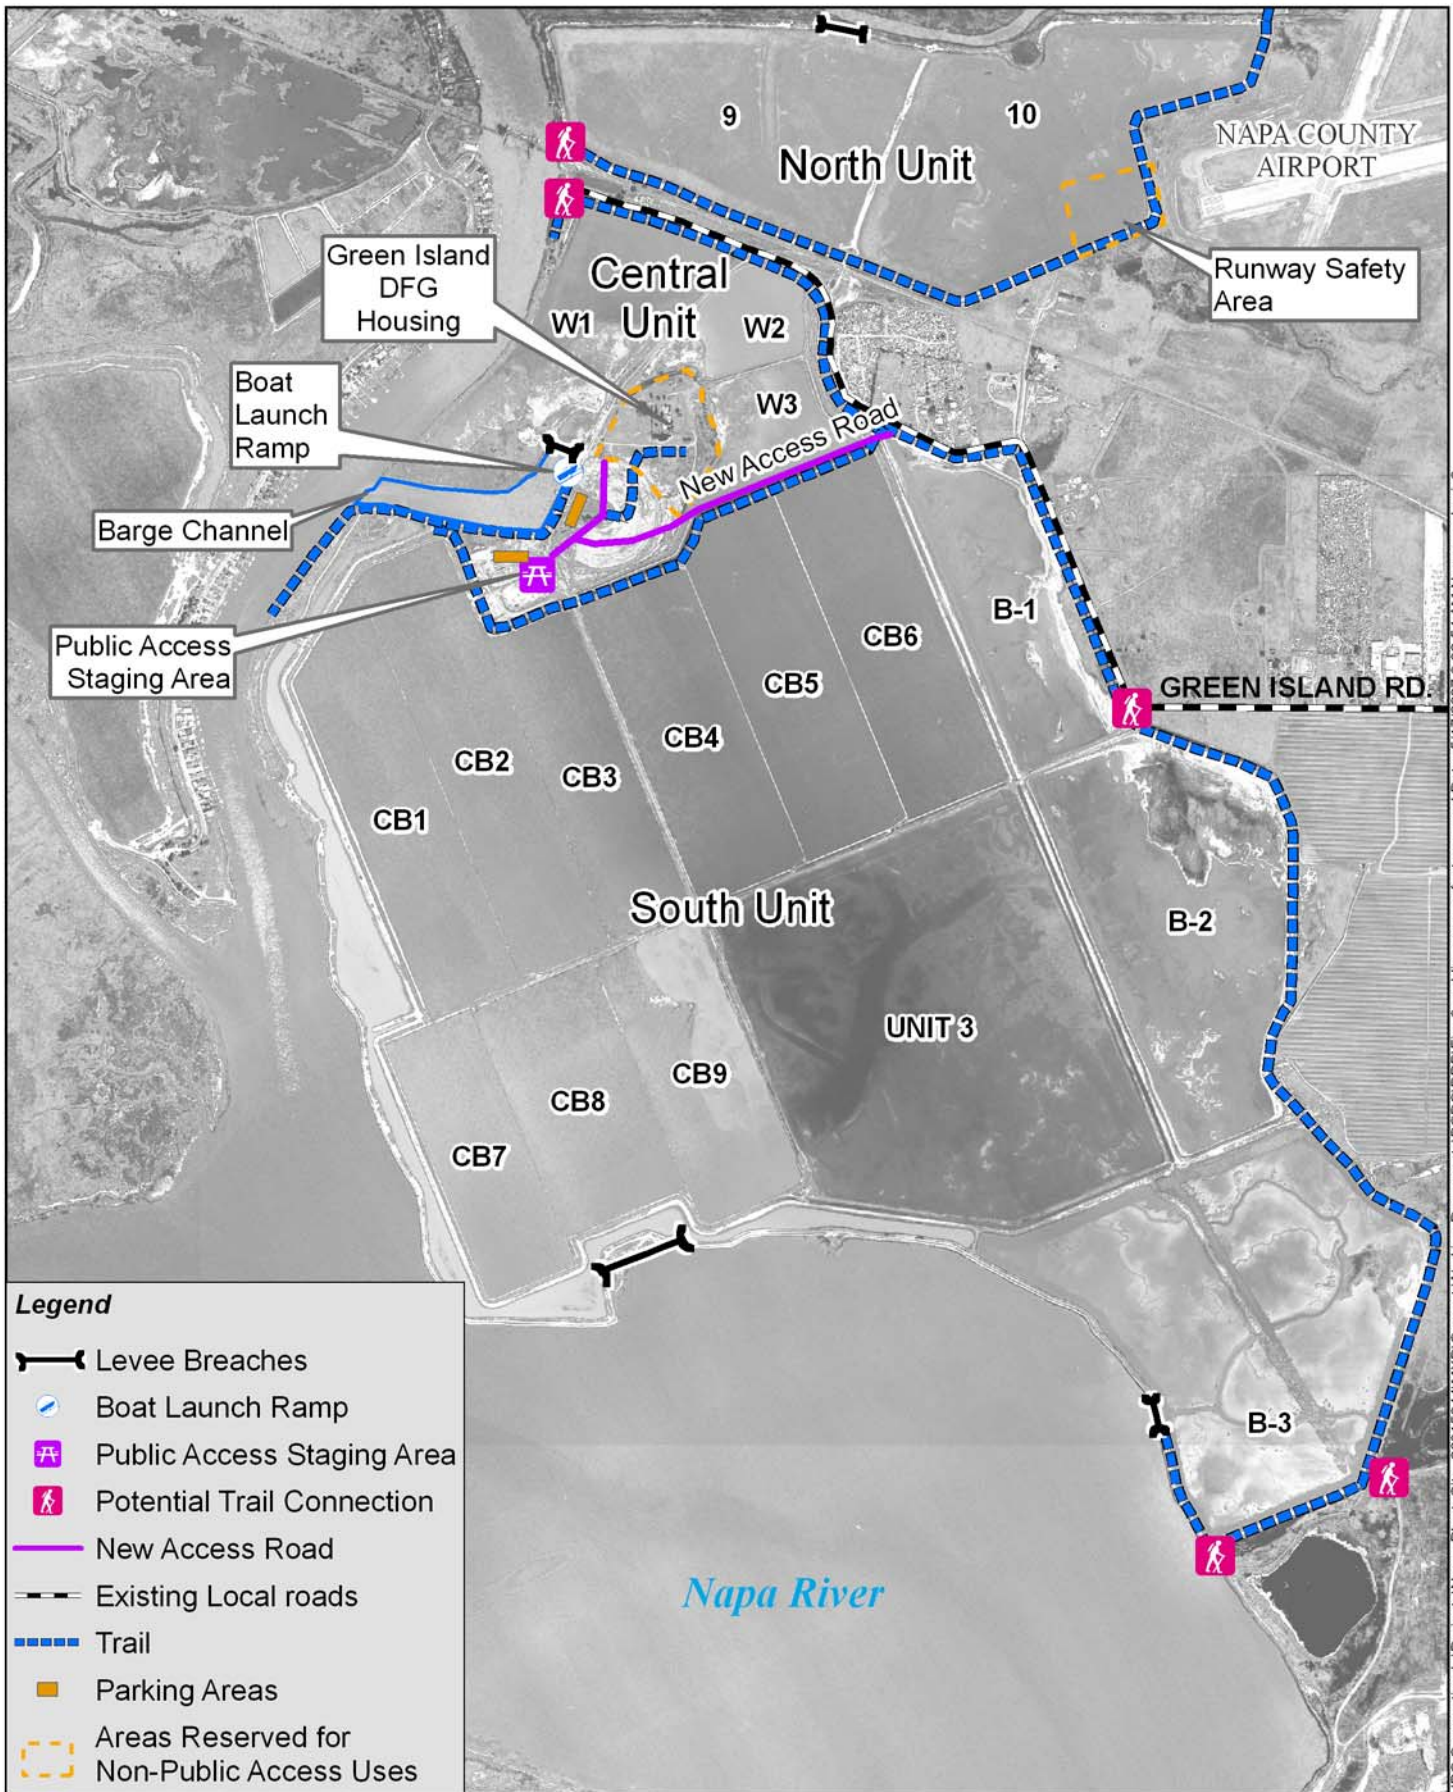 9
10
North Unit
NAPA COUNTY
AIRPORT
Runway Safety
Area
Green Island
DFG
Housing
Central
Unit
W1
W2
W3
Boat
Launch
Ramp
New Access Road
Barge Channel
Public Access
Staging Area
B-1
CB6
CB5
CB4
CB3
CB2
CB1
GREEN ISLAND RD.
South Unit
B-2
UNIT 3
CB9
CB8
CB7
B-3
Napa River
Legend
Levee Breaches
Boat Launch Ramp
Public Access Staging Area
Potential Trail Connection
New Access Road
Existing Local roads
Trail
Parking Areas
Areas Reserved for
Non-Public Access Uses